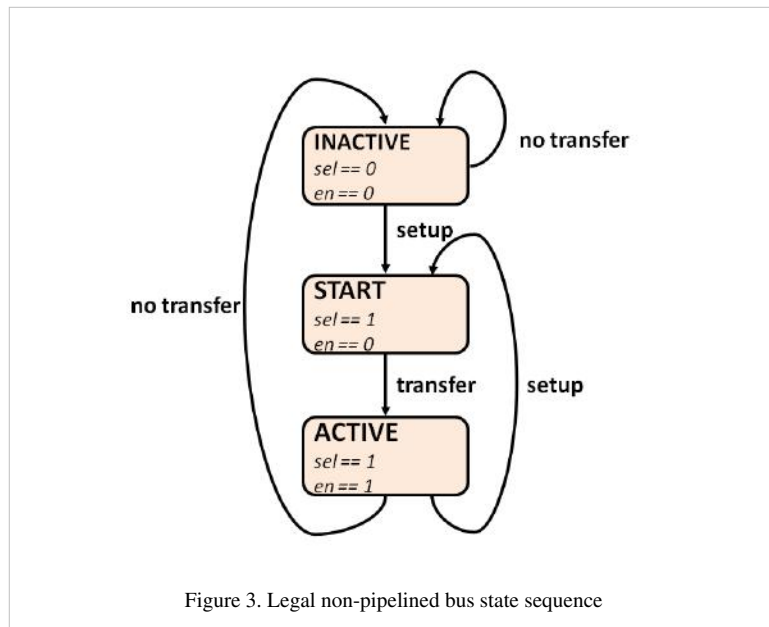 INACTIVE
sel == 0
en == 0
no transfer
setup
START
sel == 1
en == 0
no transfer
transfer
setup
ACTIVE
sel == 1
en == 1
Figure 3. Legal non-pipelined bus state sequence